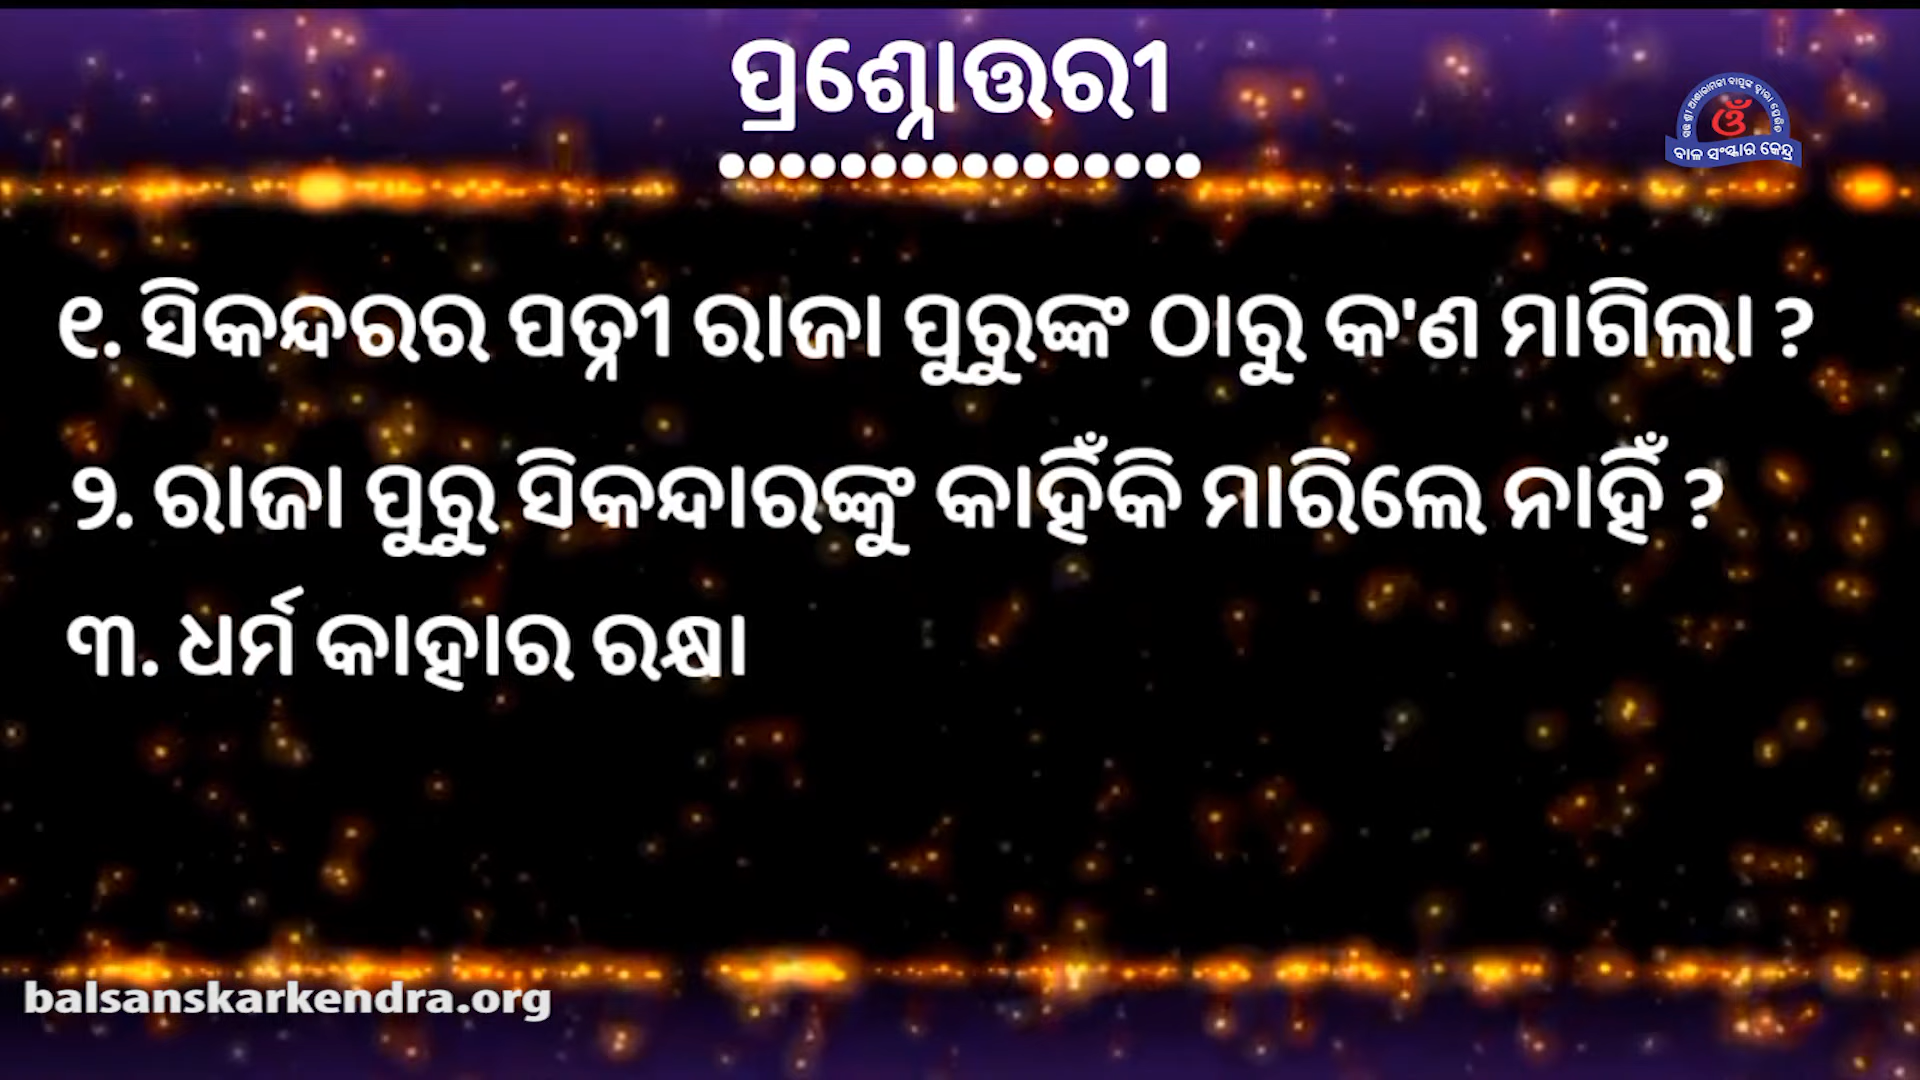 ପ୍ରଶ୍ନୋତ୍ତରୀ
ବାଳ ସଂସ୍କାର କେନ୍ଦ୍ର
୧. ସିକନ୍ଦରର ପତ୍ନୀ ରାଜା ପୁରୁଙ୍କ ଠାରୁ କ'ଣ ମାଗିଲା ?
୨. ରାଜା ପୁରୁ ସିକନ୍ଦାରଙ୍କୁ କାହିଁକି ମାରିଲେ ନାହିଁ ?
୩. ଧର୍ମ କାହାର ରକ୍ଷା
balsanskarkendra.org